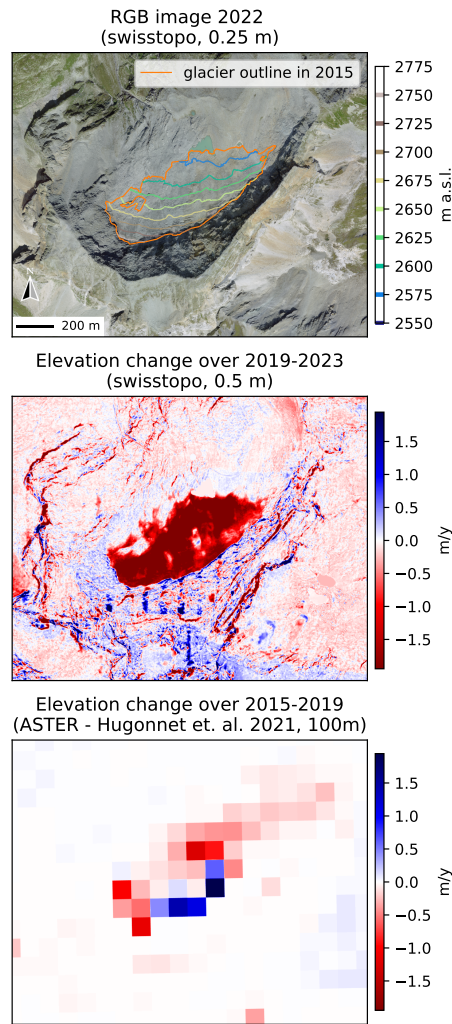 RGB image 2022
(swisstopo, 0.25 m)
glacier outline in 2015
N
200 m
2775
2750
2725
2700
2675
2650
2625
2600
2575
2550
m a.s.l.
Elevation change over 2019-2023
(swisstopo, 0.5 m)
1.5
1.0
0.5
0.0
−0.5
−1.0
−1.5
m/y
Elevation change over 2015-2019
(ASTER - Hugonnet et. al. 2021, 100m)
1.5
1.0
0.5
0.0
−0.5
−1.0
−1.5
m/y